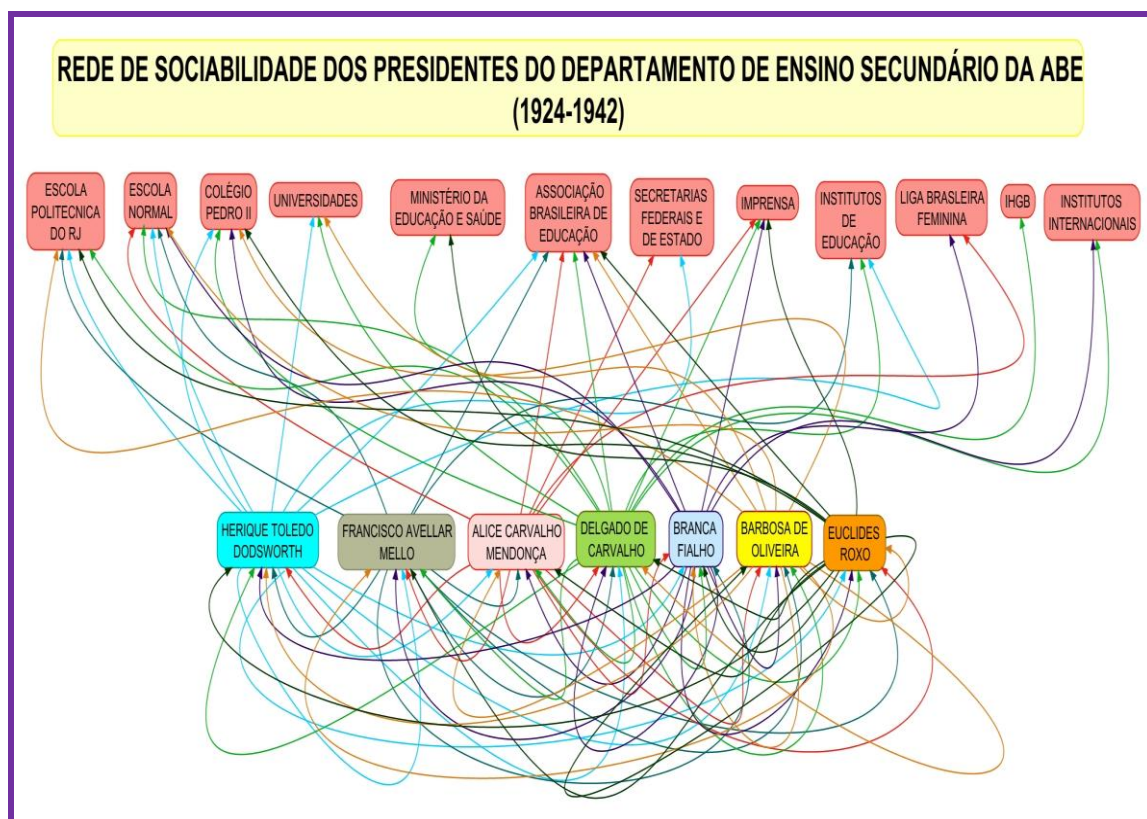 REDE DE SOCIABILIDADE DOS PRESIDENTES DO DEPARTAMENTO DE ENSINO SECUNDÁRIO DA ABE
(1924-1942)
ESCOLA
POLITECNICA
DO RJ
ESCOLA
NORMAL
COLÉGIO
PEDRO II
UNIVERSIDADES
MINISTÉRIO DA
EDUCAÇÃO E SAÚDE
ASSOCIAÇÃO
BRASILEIRA DE
EDUCAÇÃO
SECRETARIAS
FEDERAIS E
DE ESTADO
IMPRENSA
INSTITUTOS
DE
EDUCAÇÃO
LIGA BRASLEIRA
FEMININA
IHGB
INSTITUTOS
INTERNACIONAIS
HERIQUE TOLEDO
DODSWORTH
FRANCISCO AVELLAR
MELLO
ALICE CARVALHO
MENDONÇA
DELGADO DE
CARVALHO
BRANCA
FIALHO
BARBOSA DE
OLIVEIRA
EUCLIDES
ROXO